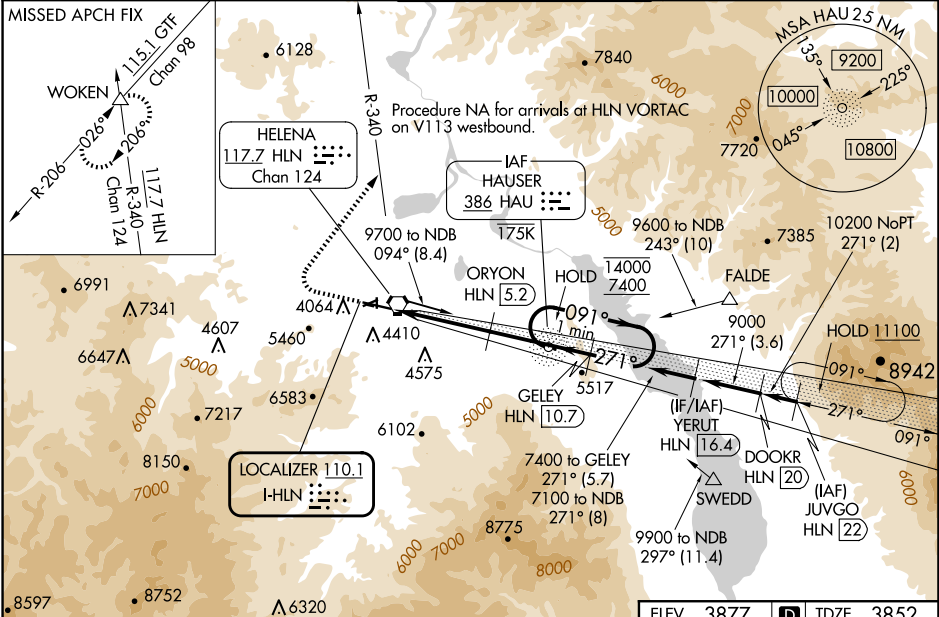 MISSED APCH FIX
115.1 GTF
Chan 98
WOKEN
026°
206°
R-206
R-340
117.7 HLN
Chan 124
6128
R-340
7840
6000
7000
7720
Procedure NA for arrivals at HLN VORTAC
on V113 westbound.
MSA HAU 25 NM
135°
9200
225°
10000
045°
10800
HELENA
117.7 HLN
Chan 124
IAF
HAUSER
386 HAU
175K
5000
9700 to NDB
094° (8.4)
9600 to NDB
243° (10)
7385
10200 NoPT
271° (2)
ORYON
HLN 5.2
HOLD
14000
7400
FALDE
091°
1 min
271°
9000
271° (3.6)
HOLD 11100
091°
8942
271°
091°
6991
7341
4064
4607
5460
4410
6647
5000
4575
5517
GELEY
HLN 10.7
(IF/IAF)
YERUT
HLN 16.4
6583
7217
6000
5000
6102
DOOKR
HLN 20
(IAF)
JUVGO
HLN 22
6000
8150
7000
LOCALIZER 110.1
I-HLN
7400 to GELEY
271° (5.7)
7100 to NDB
271° (8)
SWEDD
9900 to NDB
297° (11.4)
8775
6000
7000
8000
8597
8752
6320
ELEV 3877 D TDZE 3852